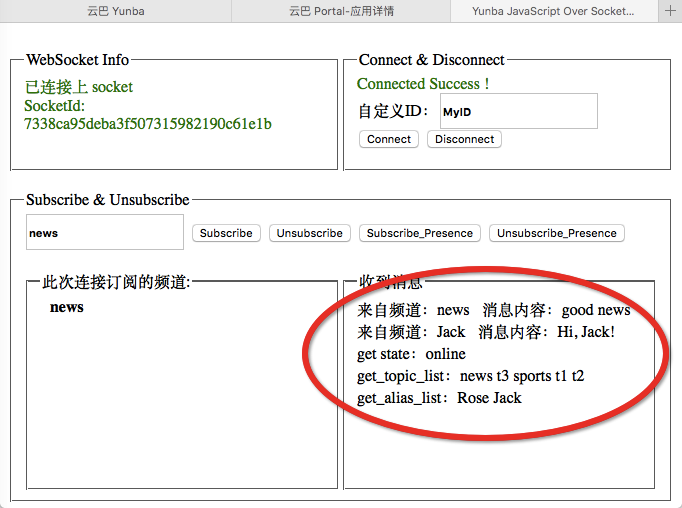 云巴 Yunba
云巴 Portal-应用详情
Yunba JavaScript Over Socket...
WebSocket Info
已连接上 socket
SocketId:
7338ca95deba3f507315982190c61e1b
Connect & Disconnect
Connected Success！
自定义ID： MyID
Connect Disconnect
Subscribe & Unsubscribe
news Subscribe Unsubscribe Subscribe_Presence Unsubscribe_Presence
此次连接订阅的频道:
news
收到消息
来自频道：news 消息内容：good news
来自频道：Jack 消息内容：Hi, Jack!
get state：online
get_topic_list：news t3 sports t1 t2
get_alias_list：Rose Jack